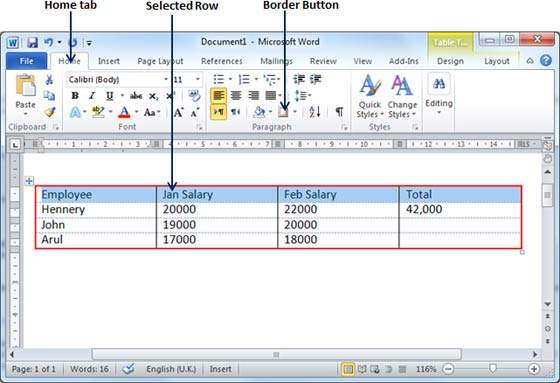 Home tab Selected Row Border Button
Document1 - Microsoft Word Table T...
File Home Insert Page Layout References Mailings Review View Add-Ins Design Layout
Calibri (Body) 11
Paste Quick Styles Change Styles Editing
Clipboard Font Paragraph Styles
Employee Jan Salary Feb Salary Total
Hennery 20000 22000 42,000
John 19000 20000
Arul 17000 18000
Page: 1 of 1 Words: 16 English (U.K.) Insert 116%